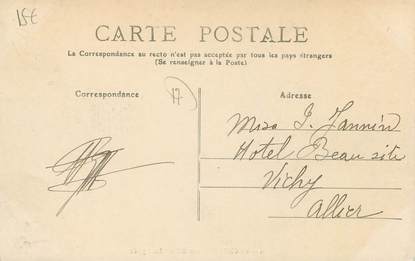 15€
CARTE POSTALE
La Correspondance au recto n'est pas acceptée par tous les pays étrangers
(Se renseigner à la Poste)
Correspondance
17
Adresse
Miss J. Jannin
Hotel Beau site
Vichy
Allier